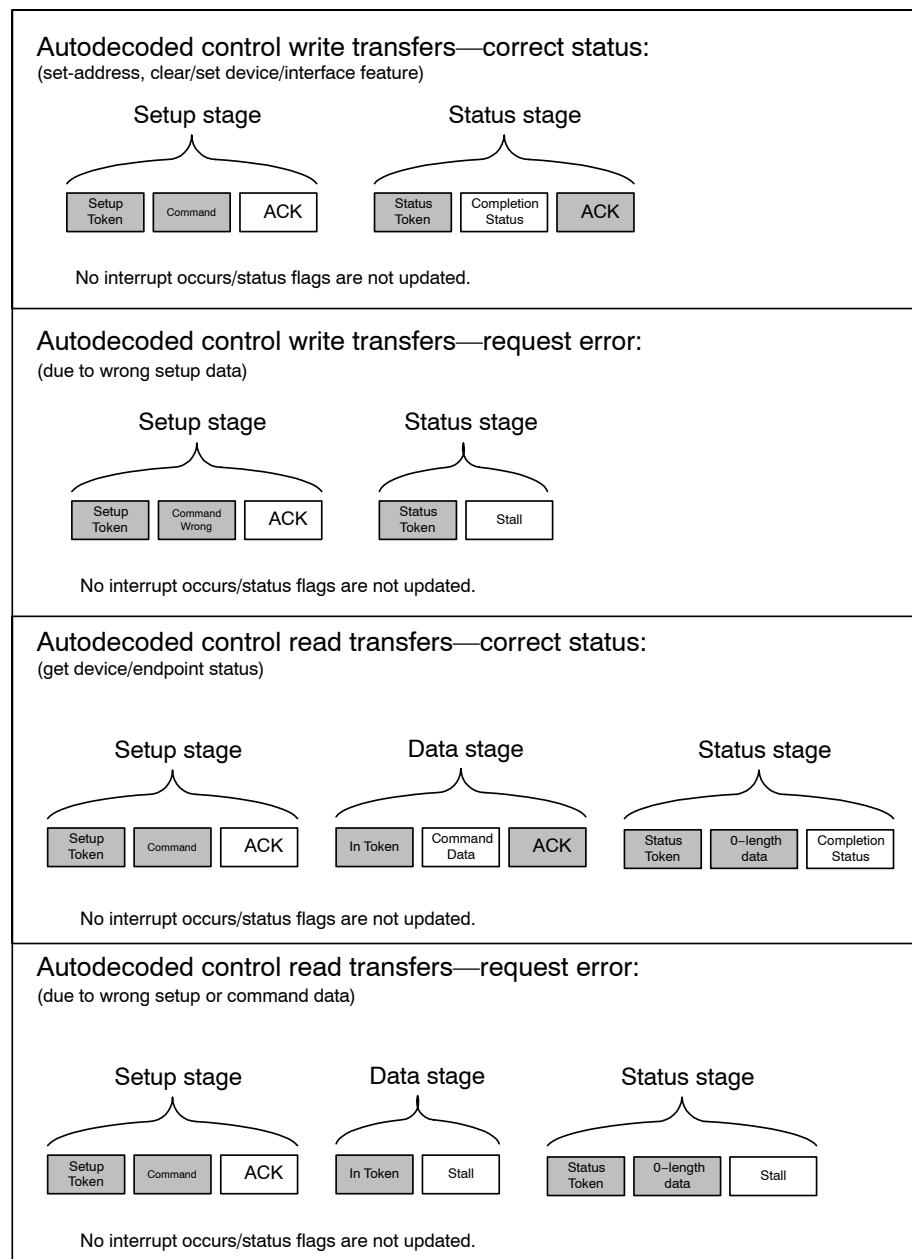 Autodecoded control write transfers—correct status:
(set-address, clear/set device/interface feature)
Setup stage
Status stage
Setup
Token
Command
ACK
Status
Token
Completion
Status
ACK
No interrupt occurs/status flags are not updated.
Autodecoded control write transfers—request error:
(due to wrong setup data)
Setup stage
Status stage
Setup
Token
Command
Wrong
ACK
Status
Token
Stall
No interrupt occurs/status flags are not updated.
Autodecoded control read transfers—correct status:
(get device/endpoint status)
Setup stage
Data stage
Status stage
Setup
Token
Command
ACK
In Token
Command
Data
ACK
Status
Token
0–length
data
Completion
Status
No interrupt occurs/status flags are not updated.
Autodecoded control read transfers—request error:
(due to wrong setup or command data)
Setup stage
Data stage
Status stage
Setup
Token
Command
ACK
In Token
Stall
Status
Token
0–length
data
Stall
No interrupt occurs/status flags are not updated.